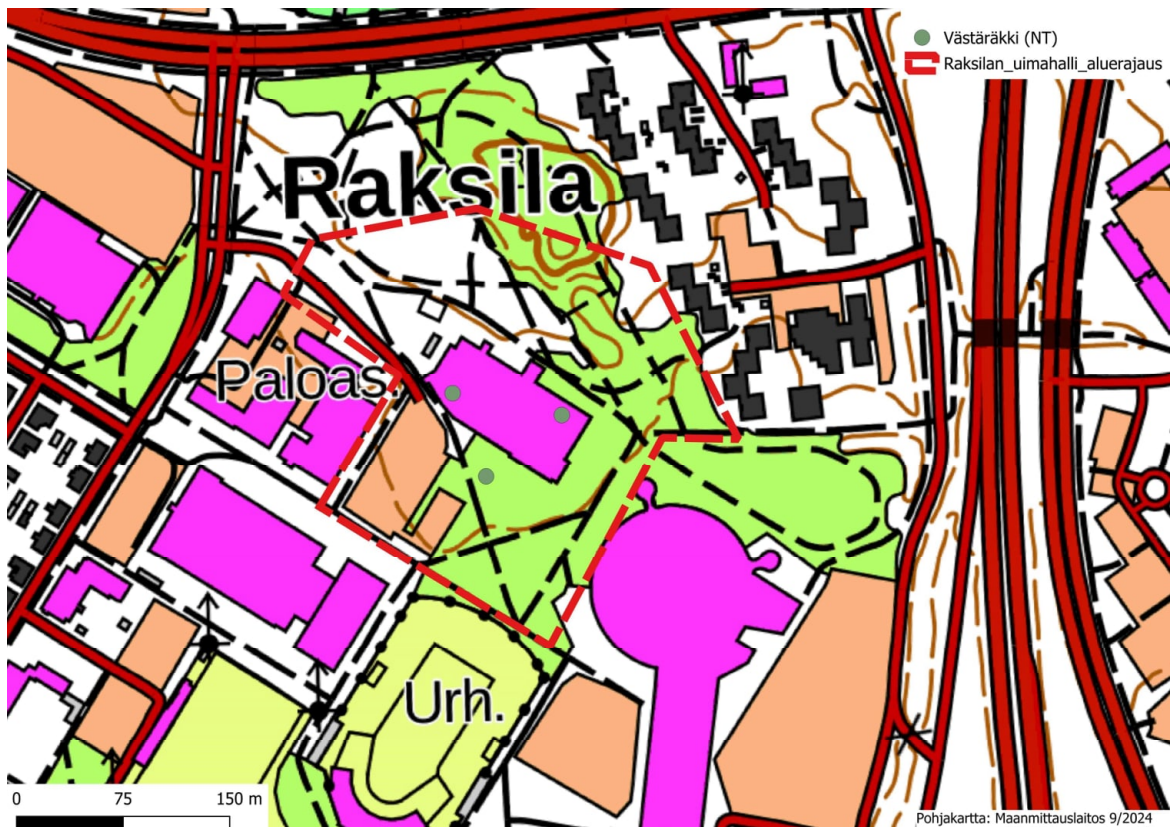 Västäräkki (NT)
Raksilan_uimahalli_aluerajaus
Raksila
Paloas.
Urh.
0 75 150 m
Pohjakartta: Maanmittauslaitos 9/2024